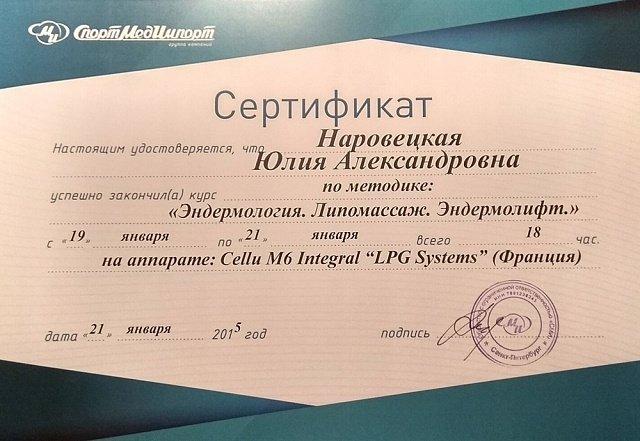 СпортМедИмпорт
группа компаний
Сертификат
Настоящим удостоверяется, что Наровецкая
Юлия Александровна
успешно закончил(а) курс по методике:
«Эндермология. Липомассаж. Эндермолифт.»
с «19» января по «21» января всего 18 час.
на аппарате: Cellu M6 Integral “LPG Systems” (Франция)
дата «21» января 2015 год подпись
Санкт-Петербург